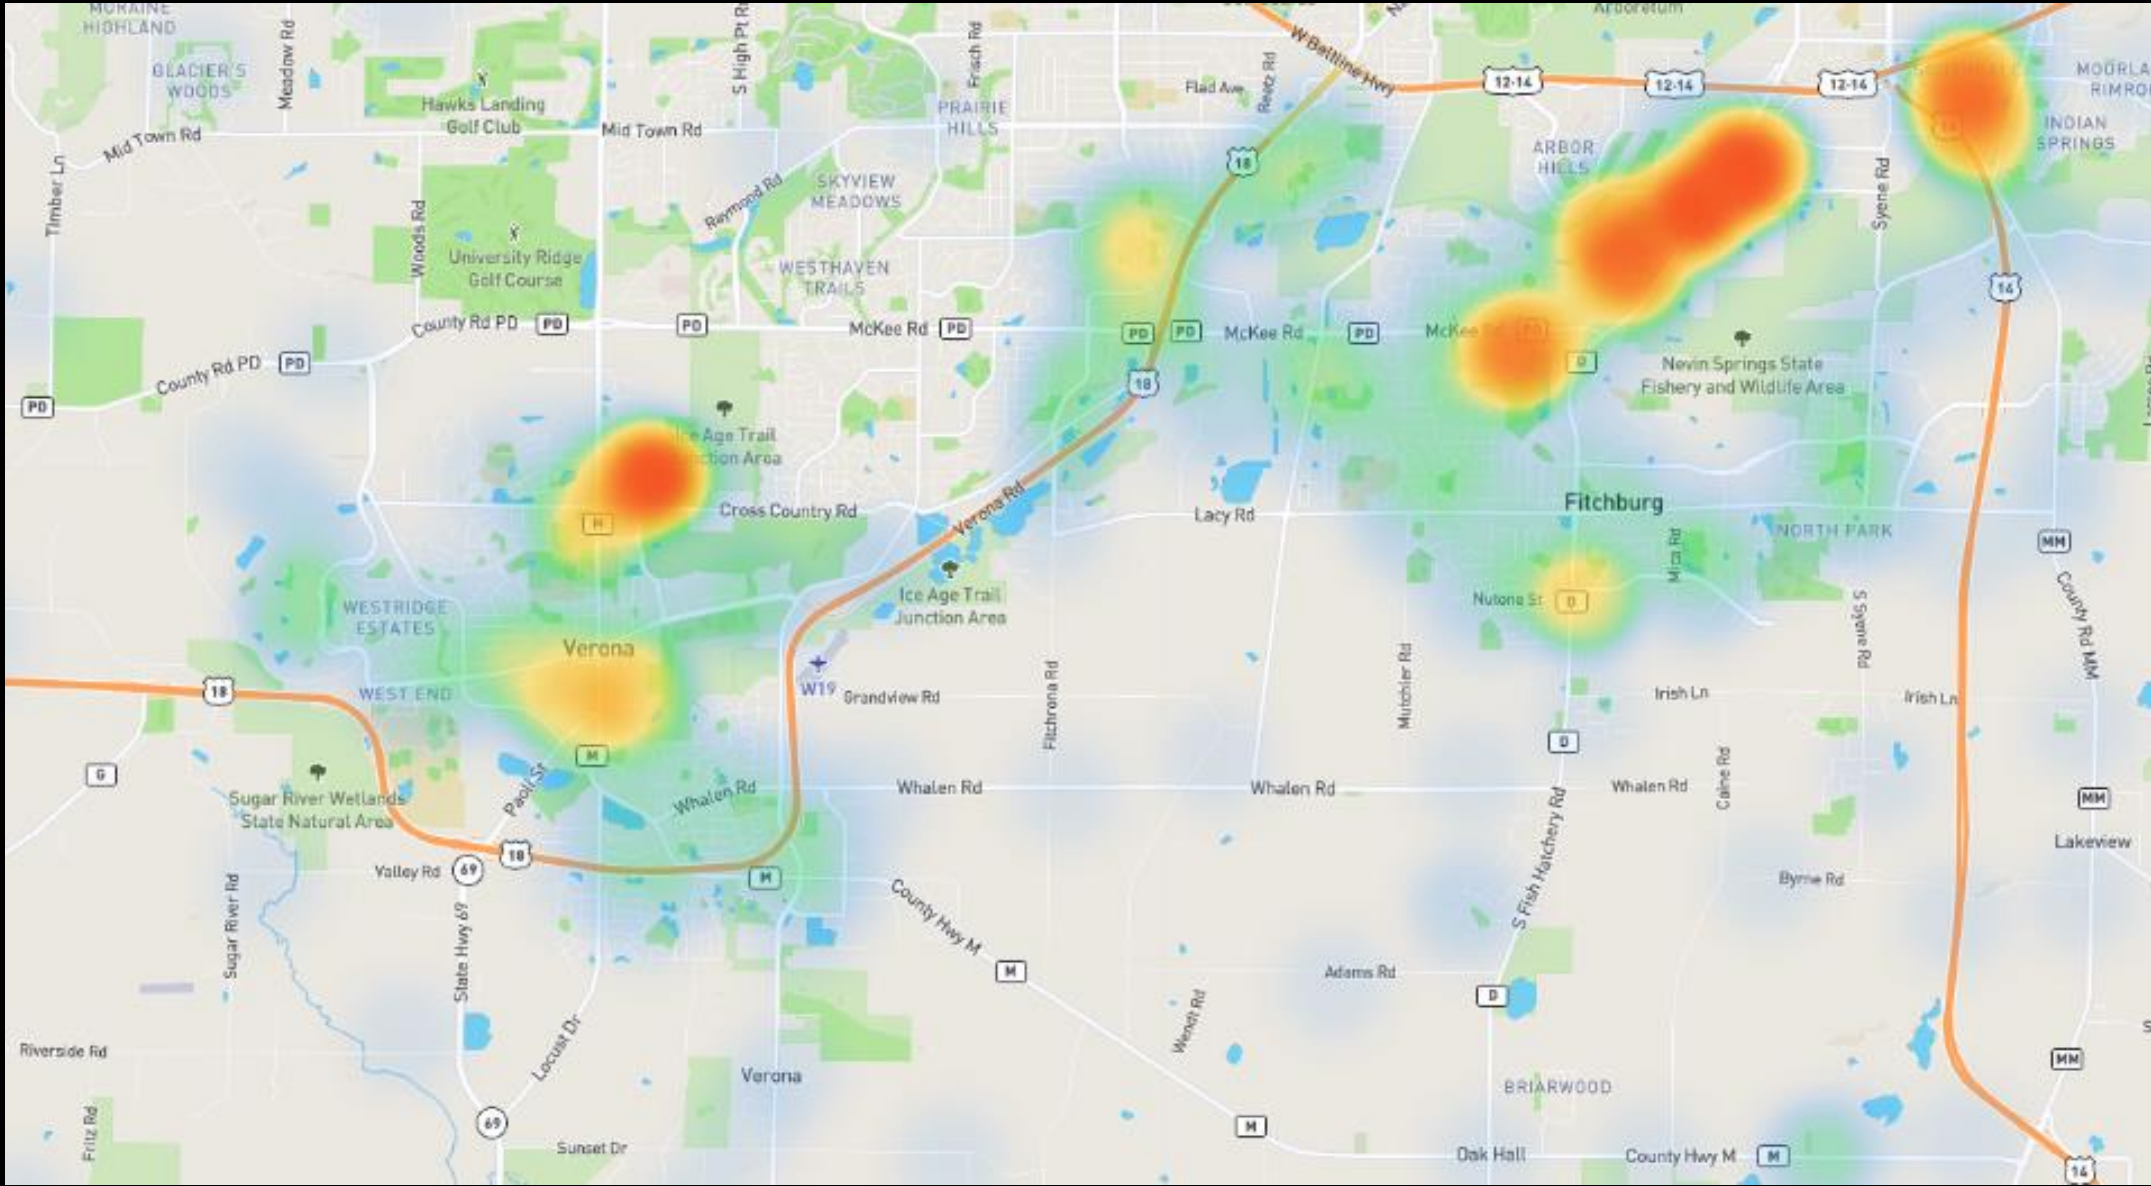 MORAINE
HIGHLAND
Meadow Rd
S High Pt Rd
Frisch Rd
W Beltline Hwy
Arboretum
GLACIER'S
WOODS
Hawks Landing
Golf Club
Flad Ave
Reetz Rd
12-14
12-14
12-14
MOORLA
RIMRO
Mid Town Rd
Mid Town Rd
PRAIRIE
HILLS
INDIAN
SPRINGS
Timber Ln
Woods Rd
Raymond Rd
SKYVIEW
MEADOWS
18
ARBOR
HILLS
Syene Rd
University Ridge
Golf Course
WESTHAVEN
TRAILS
14
County Rd PD
PD
PD
McKee Rd
PD
PD
PD
McKee Rd
PD
McKee Rd
PD
County Rd PD
PD
PD
18
D
Nevin Springs State
Fishery and Wildlife Area
Ice Age Trail
Junction Area
M
Cross Country Rd
Verona Rd
Lacy Rd
Fitchburg
NORTH PARK
MM
Mica Rd
WESTRIDGE
ESTATES
Ice Age Trail
Junction Area
Nutone St
D
S Syene Rd
County Rd MM
Verona
W19
18
WEST END
Grandview Rd
Fitchrona Rd
Mutchler Rd
Irish Ln
Irish Ln
M
D
G
Paoli St
Whalen Rd
Whalen Rd
Whalen Rd
Whalen Rd
Caine Rd
MM
Sugar River Wetlands
State Natural Area
Lakeview
18
Valley Rd
69
M
Sugar River Rd
State Hwy 69
County Hwy M
S Fish Hatchery Rd
Byrne Rd
M
Adams Rd
D
Riverside Rd
Locust Dr
Wendt Rd
MM
Verona
BRIARWOOD
Fritz Rd
69
M
Sunset Dr
Oak Hall
County Hwy M
M
14